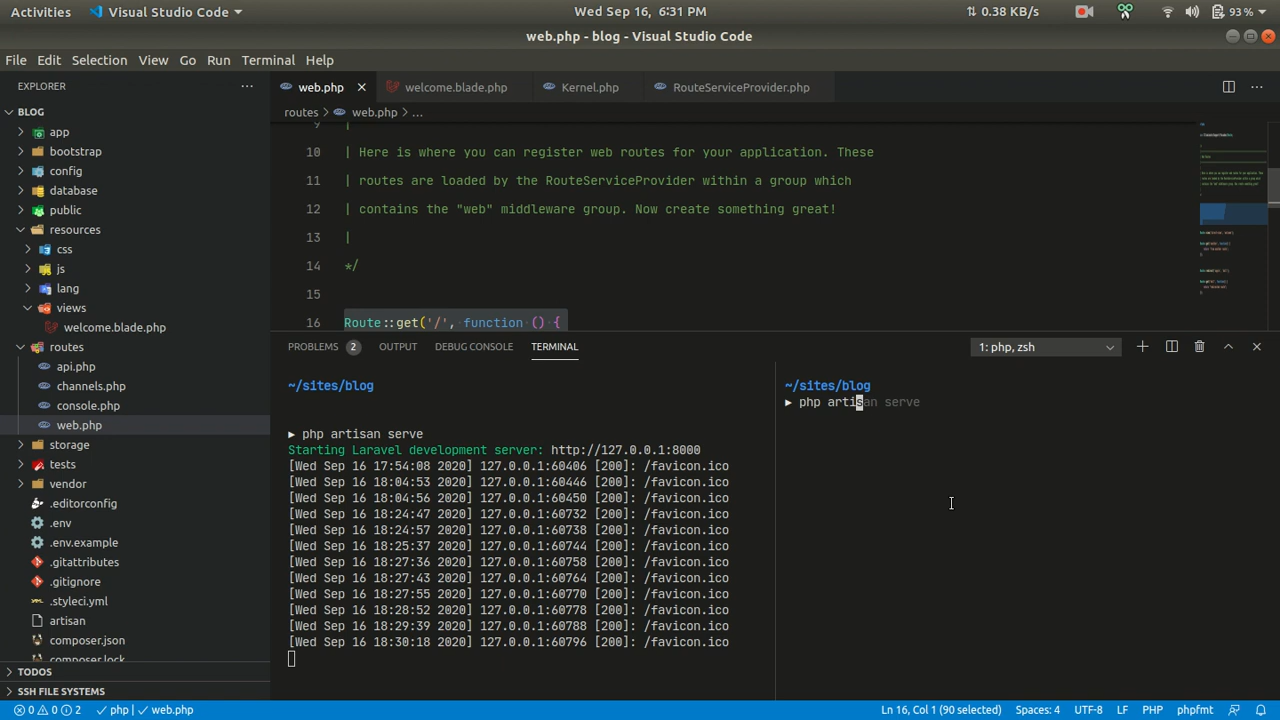 Activities
Visual Studio Code
Wed Sep 16, 6:31 PM
0.38 KB/s
93 %
web.php - blog - Visual Studio Code
File Edit Selection View Go Run Terminal Help
EXPLORER
web.php
welcome.blade.php
Kernel.php
RouteServiceProvider.php
routes > web.php > ...
BLOG
app
bootstrap
config
database
public
resources
css
js
lang
views
welcome.blade.php
routes
api.php
channels.php
console.php
web.php
storage
tests
vendor
.editorconfig
.env
.env.example
.gitattributes
.gitignore
.styleci.yml
artisan
composer.json
composer.lock
TODOS
SSH FILE SYSTEMS
9 |
10 | Here is where you can register web routes for your application. These
11 | routes are loaded by the RouteServiceProvider within a group which
12 | contains the "web" middleware group. Now create something great!
13 |
14 */
15
16 Route::get('/', function () {
PROBLEMS 2 OUTPUT DEBUG CONSOLE TERMINAL
1: php, zsh
~/sites/blog
► php artisan serve
Starting Laravel development server: http://127.0.0.1:8000
[Wed Sep 16 17:54:08 2020] 127.0.0.1:60406 [200]: /favicon.ico
[Wed Sep 16 18:04:53 2020] 127.0.0.1:60446 [200]: /favicon.ico
[Wed Sep 16 18:04:56 2020] 127.0.0.1:60450 [200]: /favicon.ico
[Wed Sep 16 18:24:47 2020] 127.0.0.1:60732 [200]: /favicon.ico
[Wed Sep 16 18:24:57 2020] 127.0.0.1:60738 [200]: /favicon.ico
[Wed Sep 16 18:25:37 2020] 127.0.0.1:60744 [200]: /favicon.ico
[Wed Sep 16 18:27:36 2020] 127.0.0.1:60758 [200]: /favicon.ico
[Wed Sep 16 18:27:43 2020] 127.0.0.1:60764 [200]: /favicon.ico
[Wed Sep 16 18:27:55 2020] 127.0.0.1:60770 [200]: /favicon.ico
[Wed Sep 16 18:28:52 2020] 127.0.0.1:60778 [200]: /favicon.ico
[Wed Sep 16 18:29:39 2020] 127.0.0.1:60788 [200]: /favicon.ico
[Wed Sep 16 18:30:18 2020] 127.0.0.1:60796 [200]: /favicon.ico
~/sites/blog
► php artisan serve
0 0 2
php
web.php
Ln 16, Col 1 (90 selected)
Spaces: 4
UTF-8
LF
PHP
phpfmt